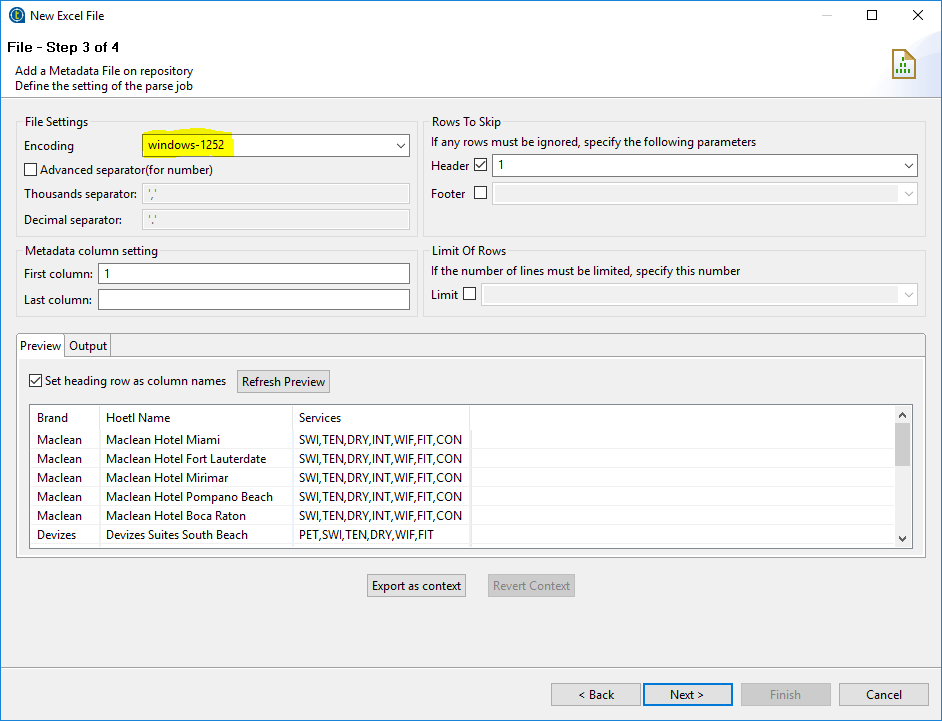 New Excel File
File - Step 3 of 4
Add a Metadata File on repository
Define the setting of the parse job
File Settings
Encoding windows-1252
Advanced separator(for number)
Thousands separator: ','
Decimal separator: '.'
Rows To Skip
If any rows must be ignored, specify the following parameters
Header 1
Footer
Metadata column setting
First column: 1
Last column:
Limit Of Rows
If the number of lines must be limited, specify this number
Limit
Preview Output
Set heading row as column names Refresh Preview
Brand Hoetl Name Services
Maclean Maclean Hotel Miami SWI,TEN,DRY,INT,WIF,FIT,CON
Maclean Maclean Hotel Fort Lauterdate SWI,TEN,DRY,INT,WIF,FIT,CON
Maclean Maclean Hotel Mirimar SWI,TEN,DRY,INT,WIF,FIT,CON
Maclean Maclean Hotel Pompano Beach SWI,TEN,DRY,INT,WIF,FIT,CON
Maclean Maclean Hotel Boca Raton SWI,TEN,DRY,INT,WIF,FIT,CON
Devizes Devizes Suites South Beach PET,SWI,TEN,DRY,WIF,FIT
Export as context Revert Context
< Back Next > Finish Cancel